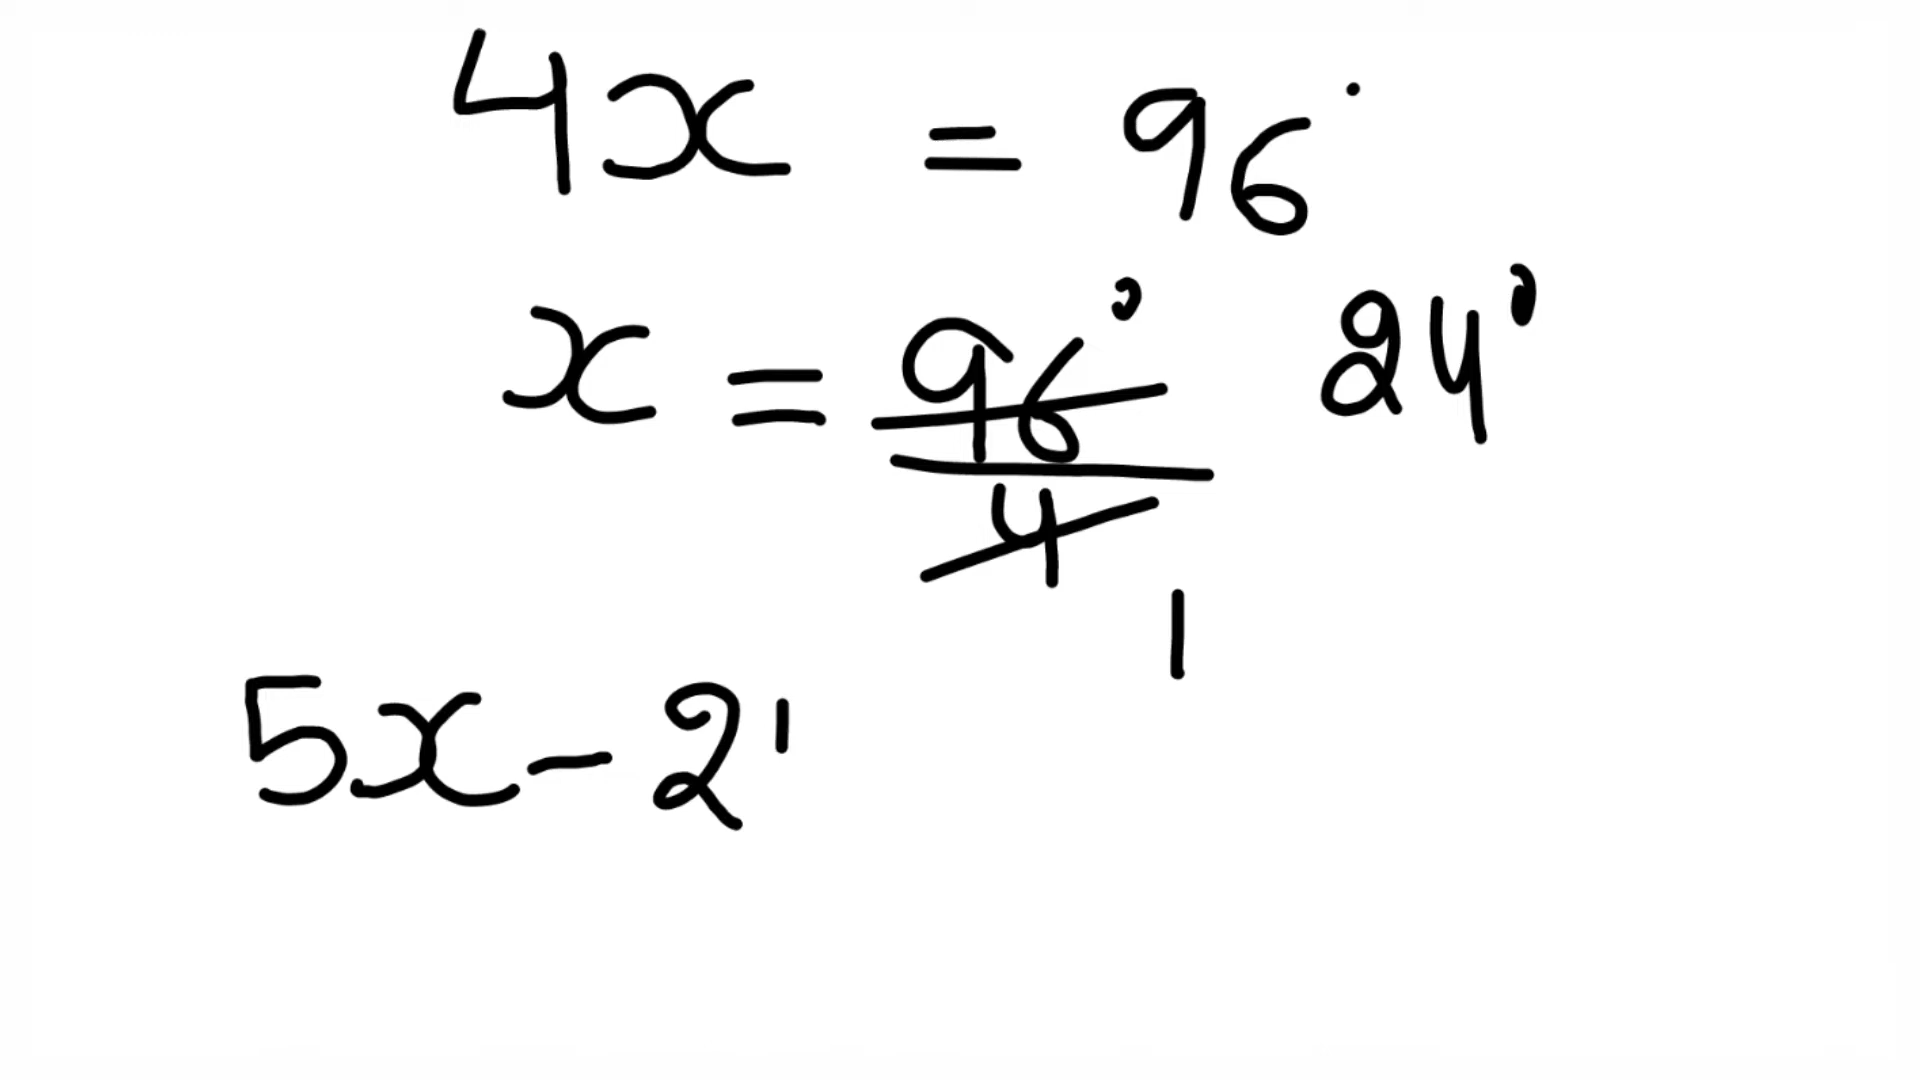 4x = 96°
x = 96°/4 24°
1
5x - 2'